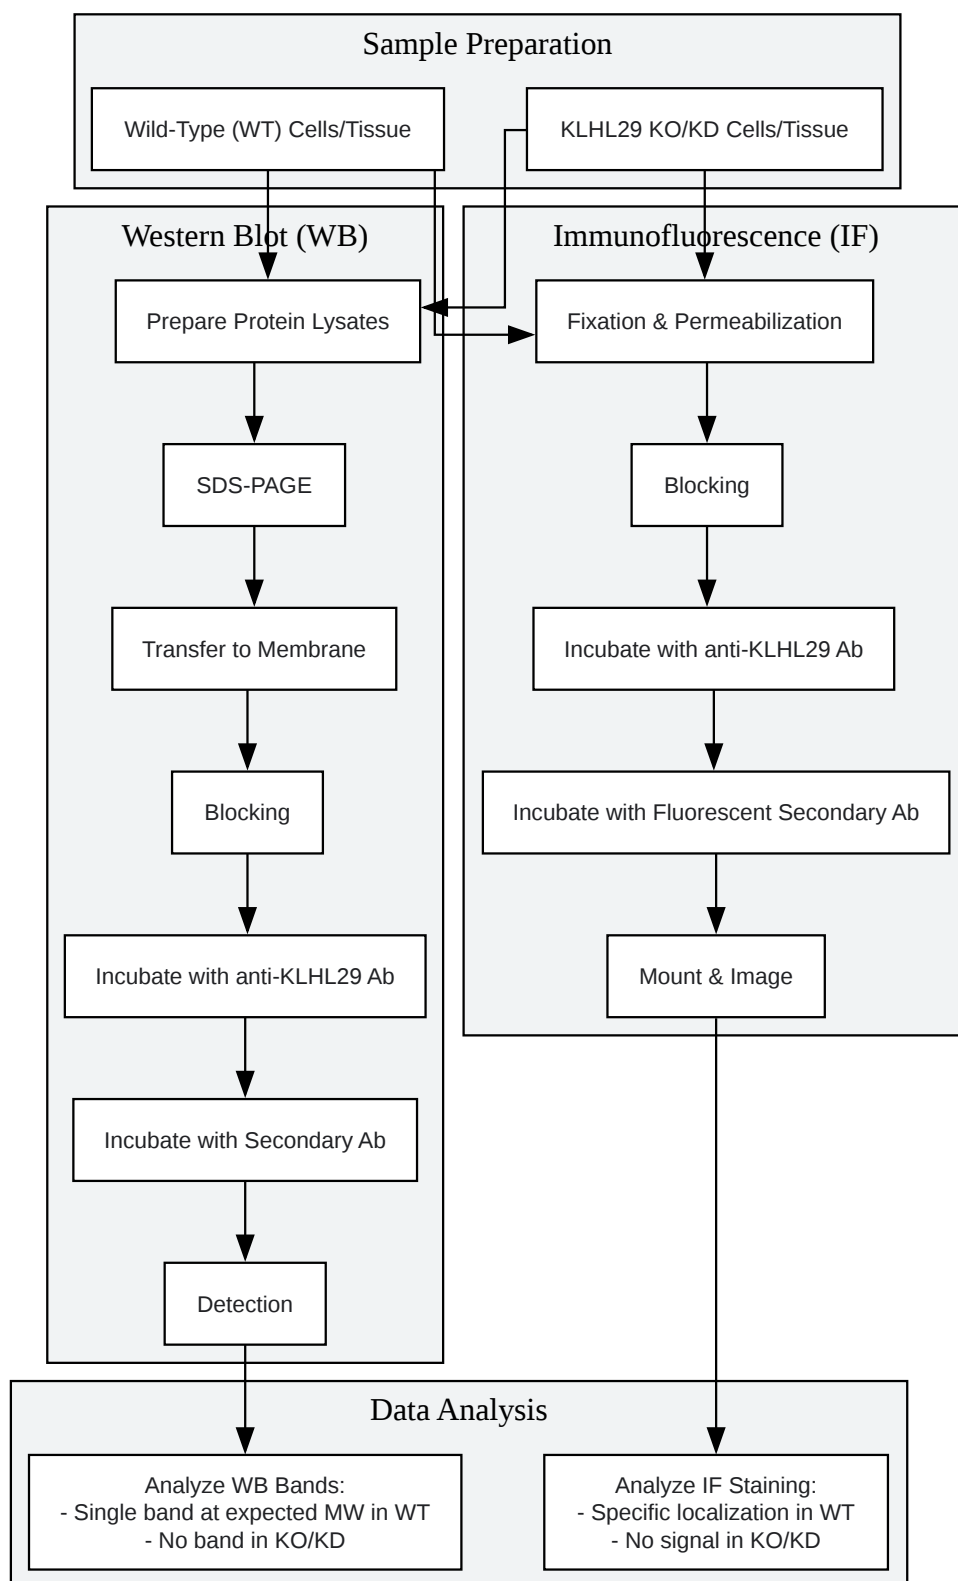 Sample Preparation
Wild-Type (WT) Cells/Tissue
KLHL29 KO/KD Cells/Tissue
Western Blot (WB)
Prepare Protein Lysates
SDS-PAGE
Transfer to Membrane
Blocking
Incubate with anti-KLHL29 Ab
Incubate with Secondary Ab
Detection
Immunofluorescence (IF)
Fixation & Permeabilization
Blocking
Incubate with anti-KLHL29 Ab
Incubate with Fluorescent Secondary Ab
Mount & Image
Data Analysis
Analyze WB Bands:
- Single band at expected MW in WT
- No band in KO/KD
Analyze IF Staining:
- Specific localization in WT
- No signal in KO/KD